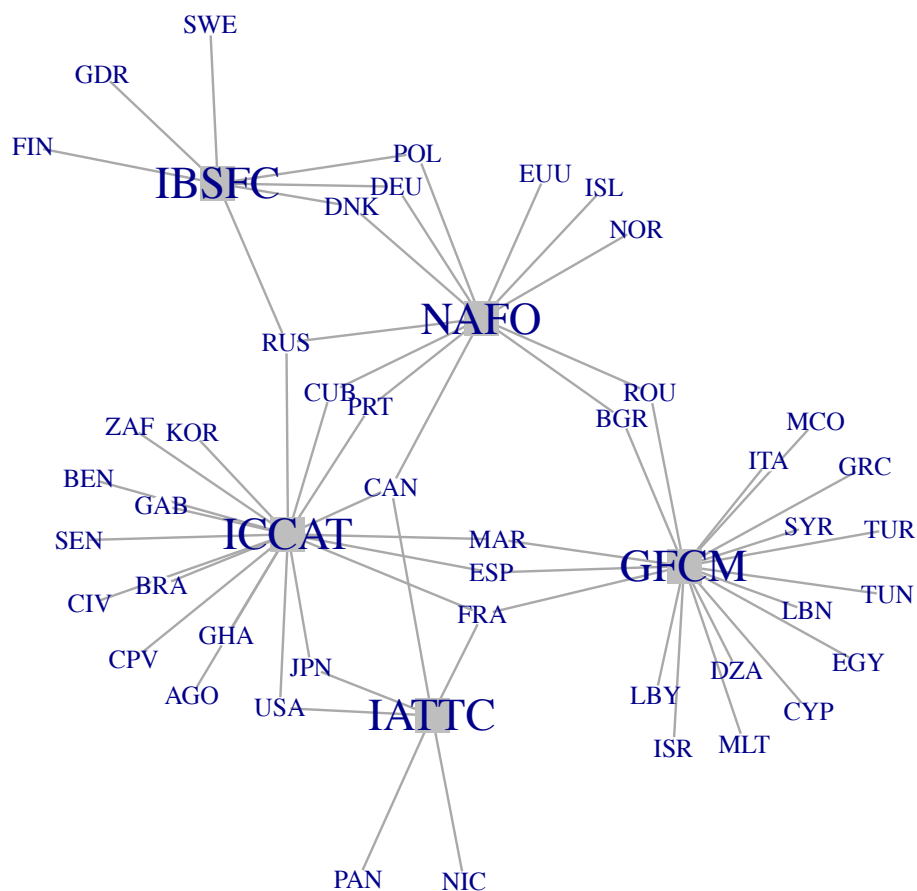 SWE
GDR
FIN
POL
IBSFC
DEU
EUU
ISL
DNK
NOR
NAFO
RUS
CUB
PRT
ROU
BGR
MCO
ZAF
KOR
ITA
GRC
BEN
GAB
CAN
SEN
ICCAT
MAR
SYR
TUR
ESP
GFCM
BRA
CIV
FRA
LBN
TUN
GHA
CPV
JPN
DZA
EGY
AGO
USA
IATTC
LBY
CYP
ISR
MLT
PAN
NIC